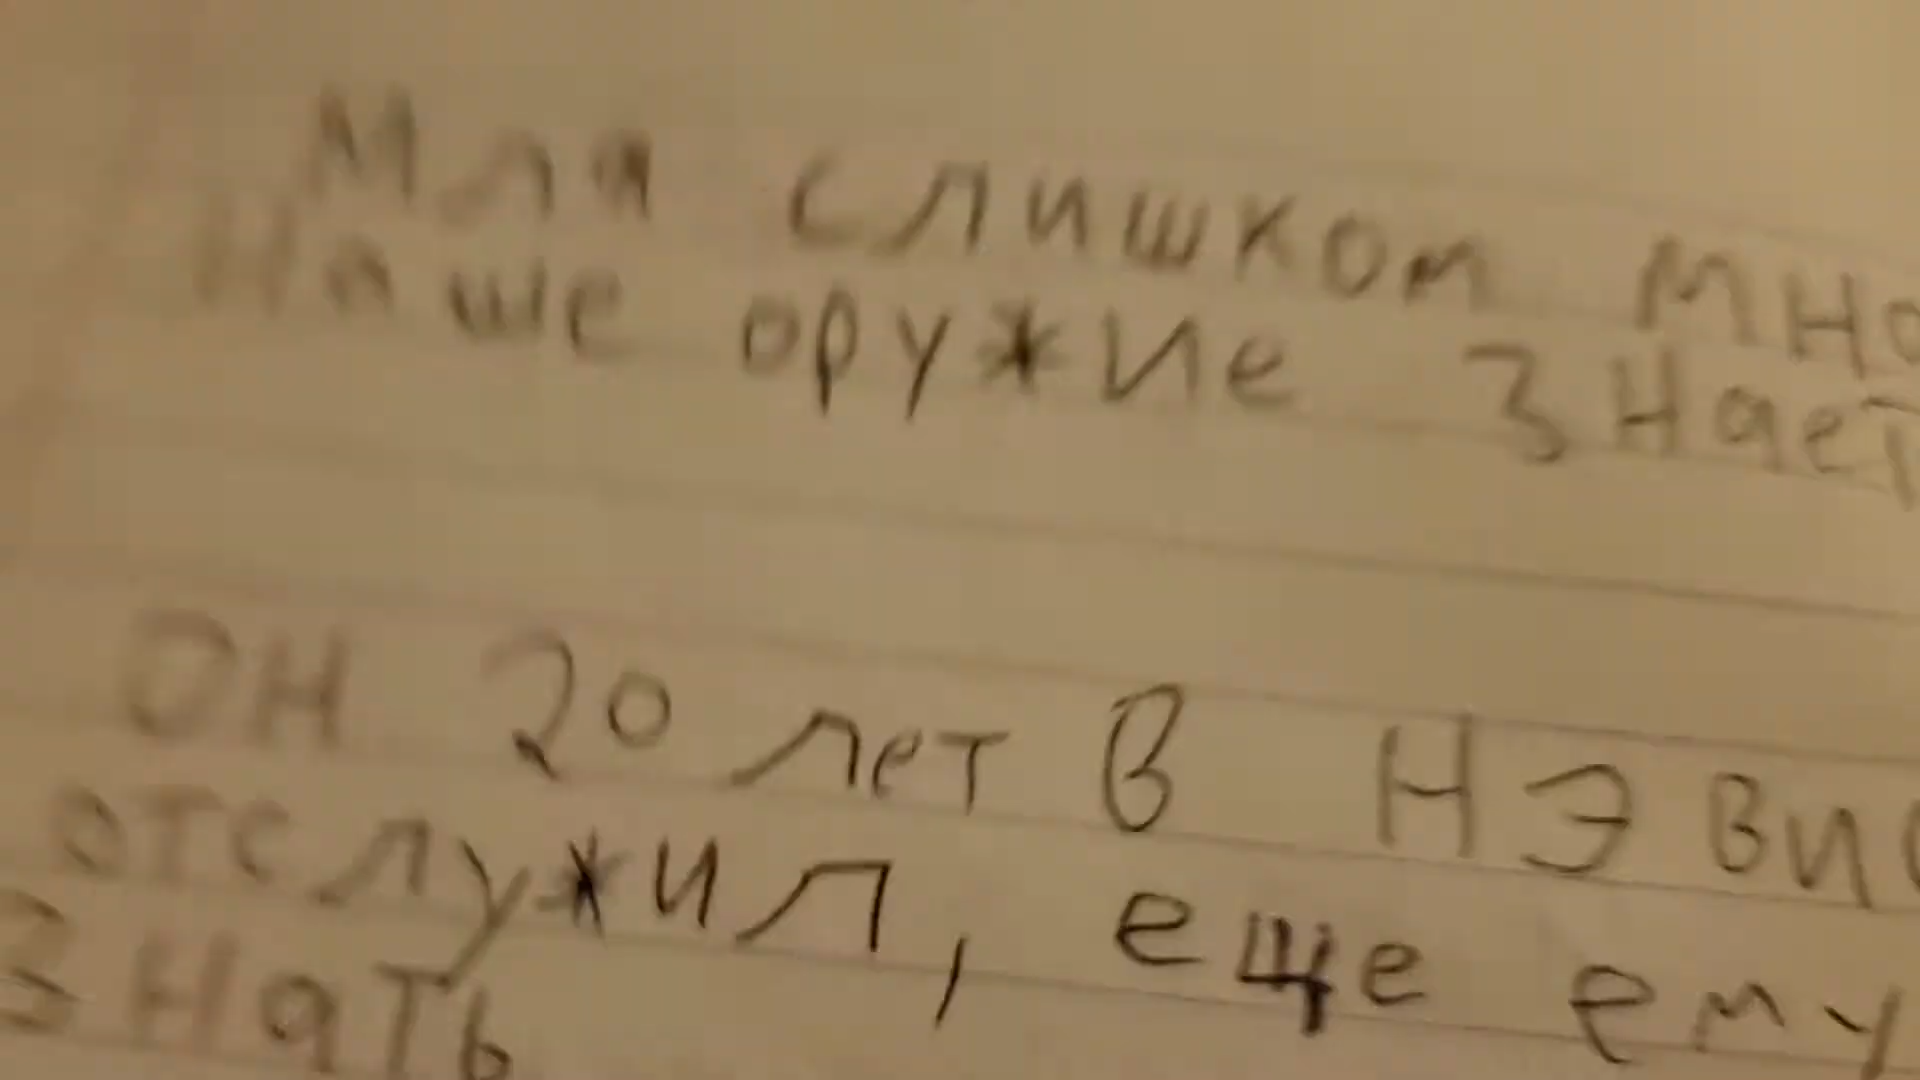 Мля слишком мно
Наше оружие знает
ОН 20 лет в НЭви
отслужил, еще ему
знать